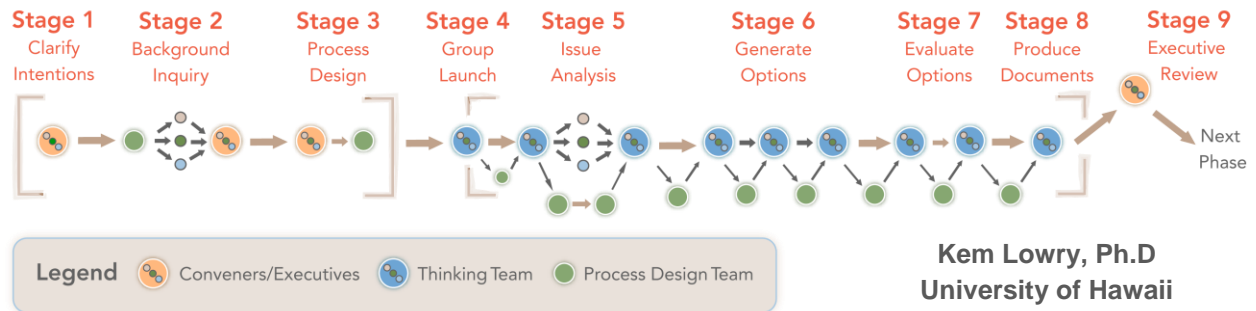 Stage 1
Clarify
Intentions
Stage 2
Background
Inquiry
Stage 3
Process
Design
Stage 4
Group
Launch
Stage 5
Issue
Analysis
Stage 6
Generate
Options
Stage 7
Evaluate
Options
Stage 8
Produce
Documents
Stage 9
Executive
Review
Next
Phase
Legend
Conveners/Executives
Thinking Team
Process Design Team
Kem Lowry, Ph.D
University of Hawaii